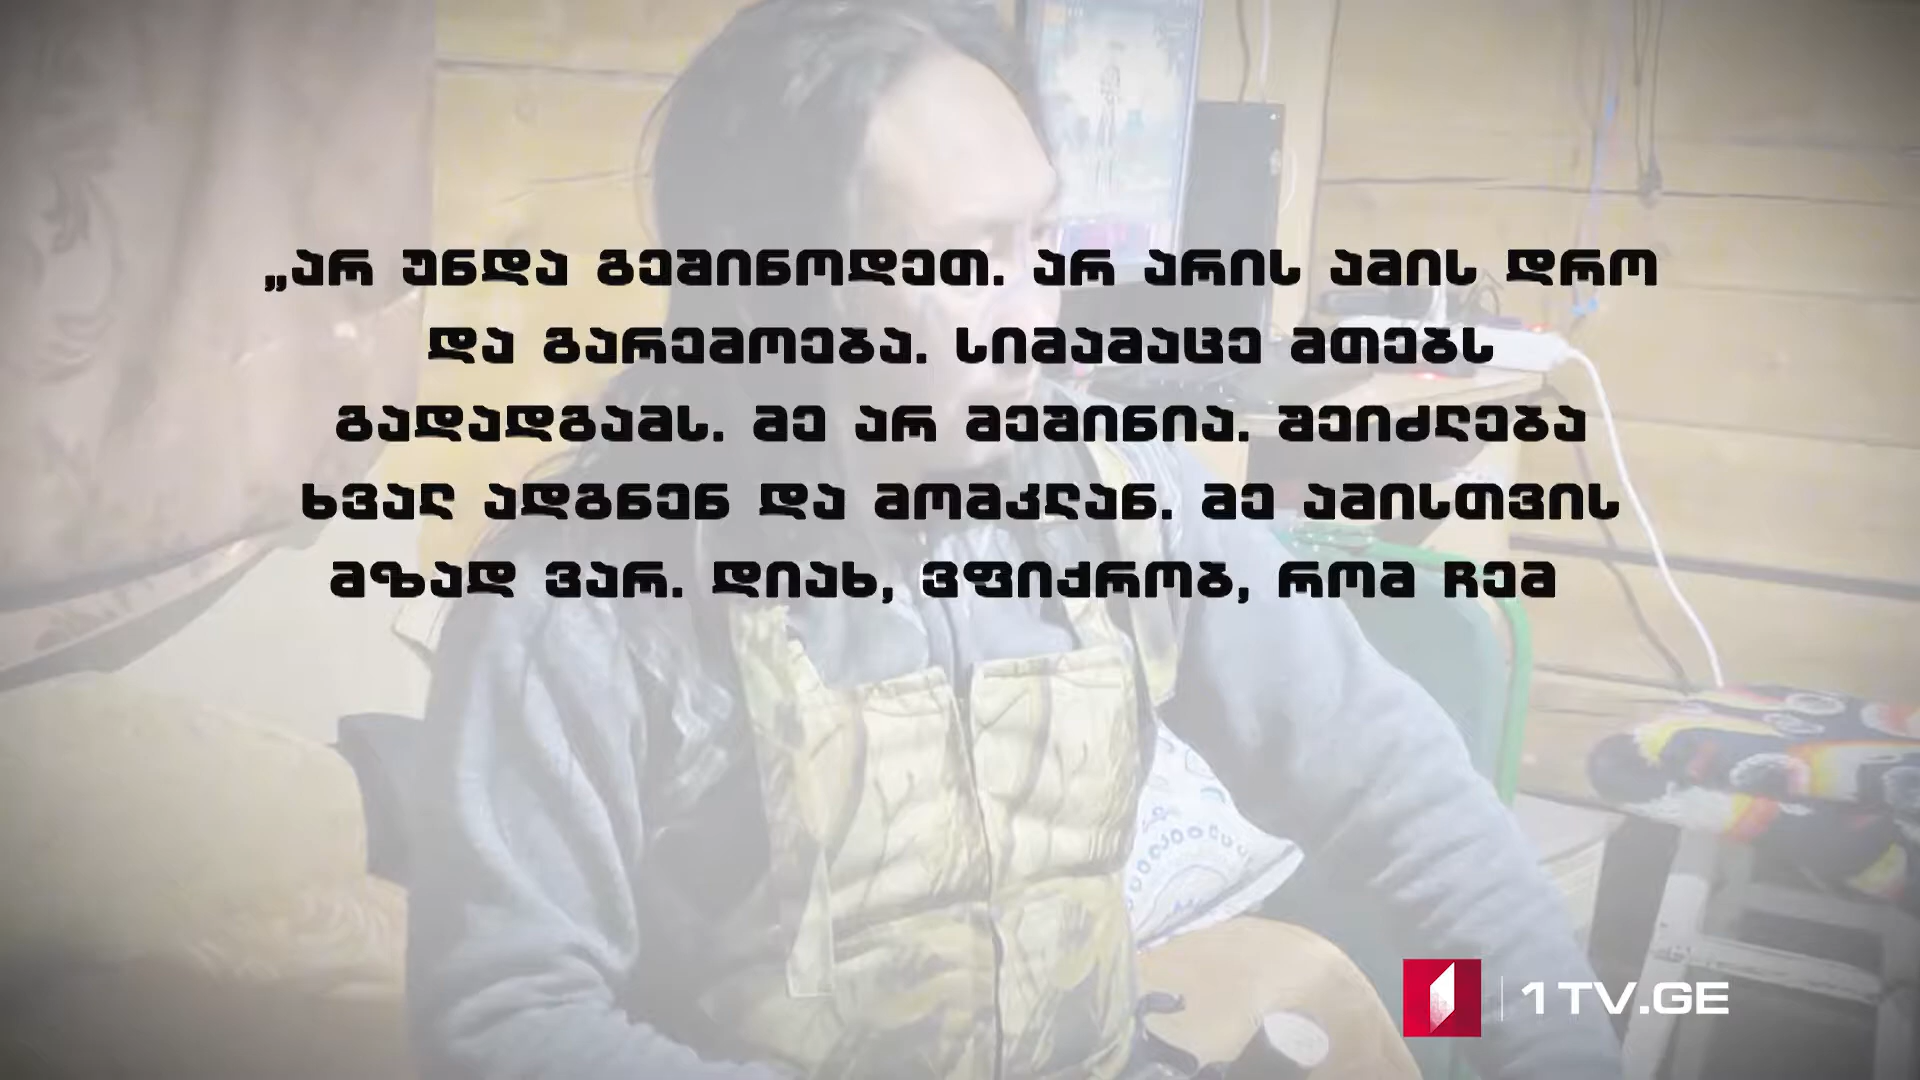 „არ უნდა გეშინოდეთ. არ არის ამის დრო
და გარემოება. სიმამაცე მთებს
გადადგამს. მე არ მეშინია. შეიძლება
ხვალ ადგნენ და მომკლან. მე ამისთვის
მზად ვარ. დიახ, ვფიქრობ, რომ ჩემ
1TV.GE